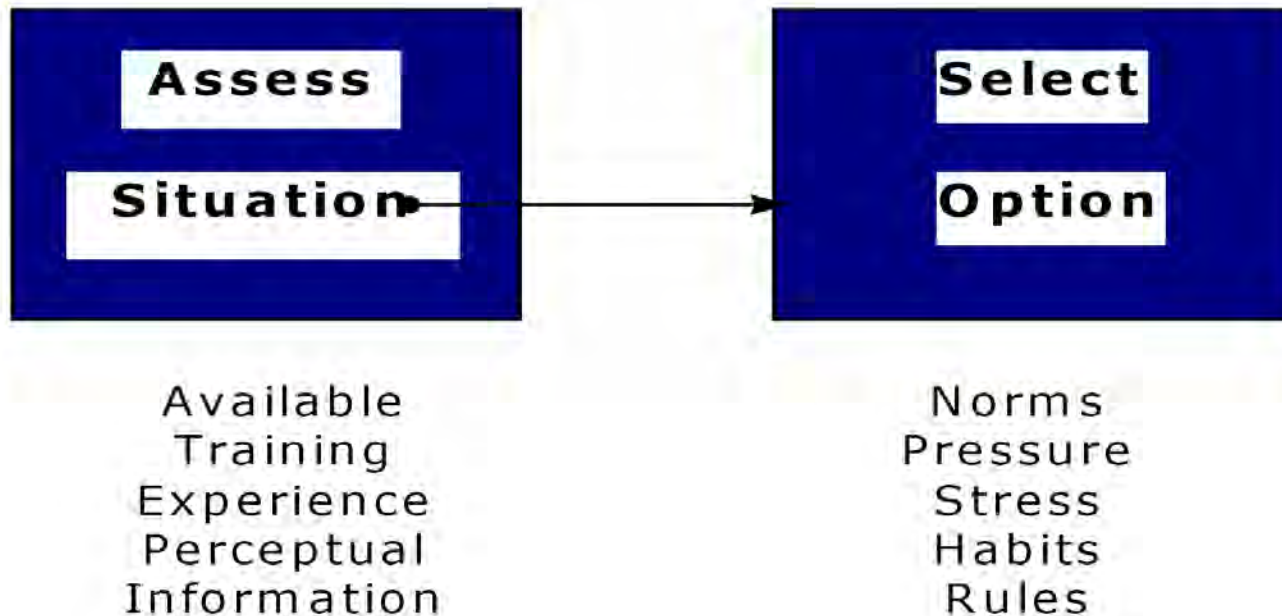 Assess
Situation
Select
Option
Available
Training
Experience
Perceptual
Information
Norms
Pressure
Stress
Habits
Rules